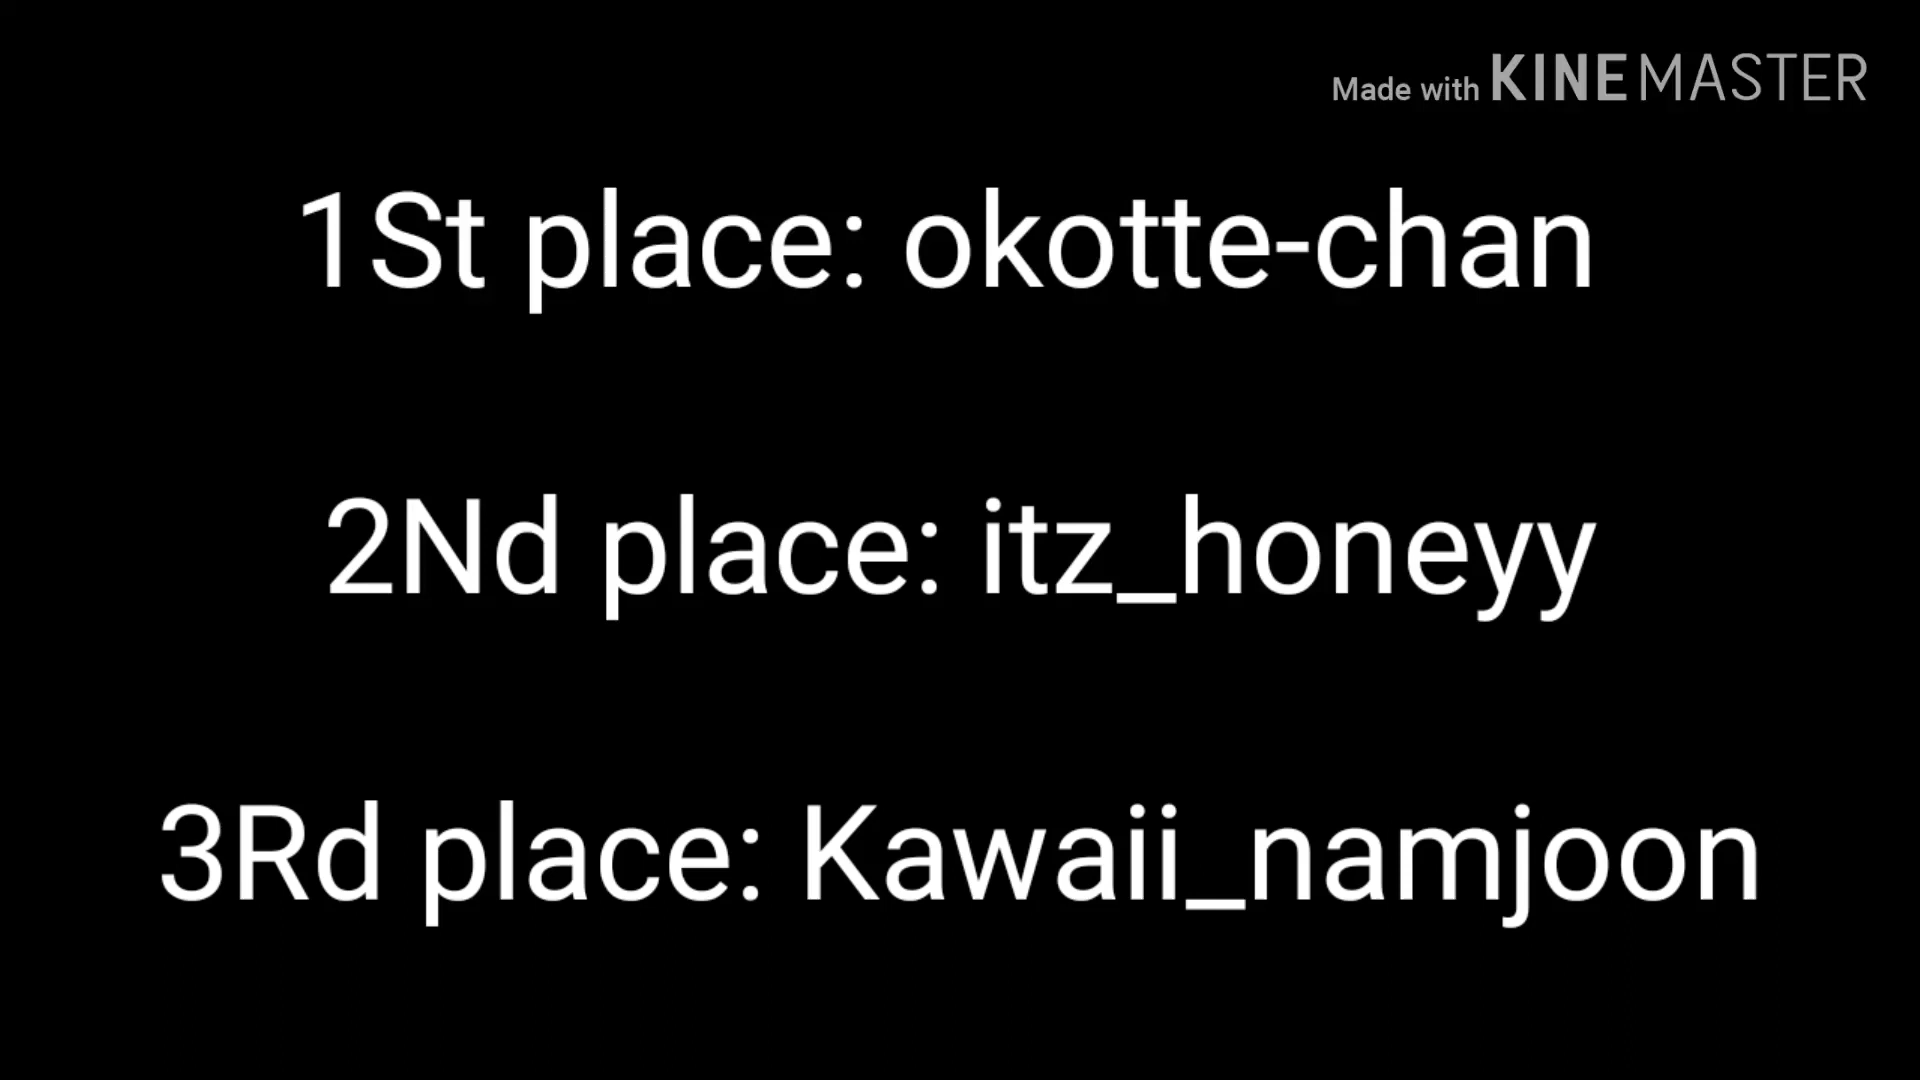 Made with KINEMASTER
1St place: okotte-chan
2Nd place: itz_honeyy
3Rd place: Kawaii_namjoon